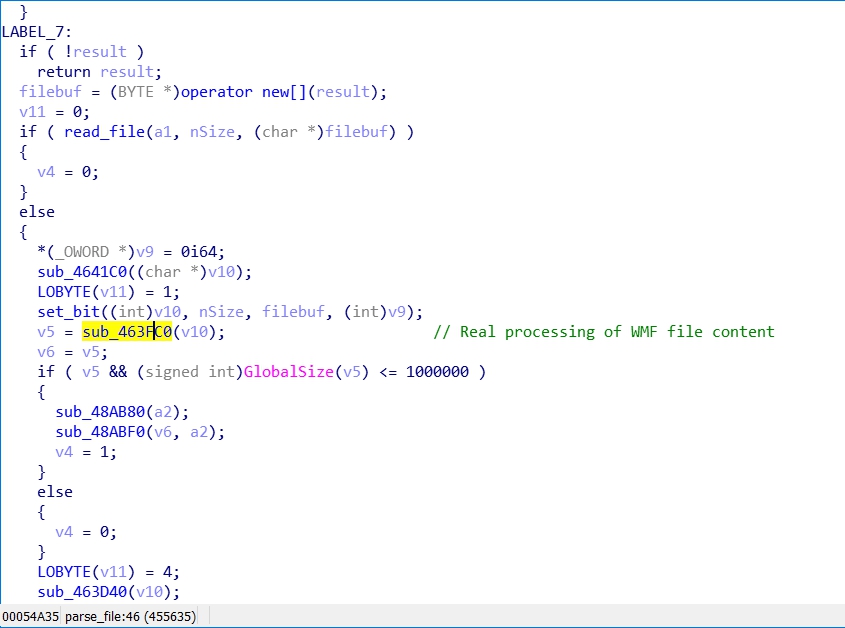 }
LABEL_7:
  if ( !result )
    return result;
  filebuf = (BYTE *)operator new[](result);
  v11 = 0;
  if ( read_file(a1, nSize, (char *)filebuf) )
  {
    v4 = 0;
  }
  else
  {
    *(_OWORD *)v9 = 0i64;
    sub_4641C0((char *)v10);
    LOBYTE(v11) = 1;
    set_bit((int)v10, nSize, filebuf, (int)v9);
    v5 = sub_463FC0(v10);                       // Real processing of WMF file content
    v6 = v5;
    if ( v5 && (signed int)GlobalSize(v5) <= 1000000 )
    {
      sub_48AB80(a2);
      sub_48ABF0(v6, a2);
      v4 = 1;
    }
    else
    {
      v4 = 0;
    }
    LOBYTE(v11) = 4;
    sub_463D40(v10);
00054A35 parse_file:46 (455635)